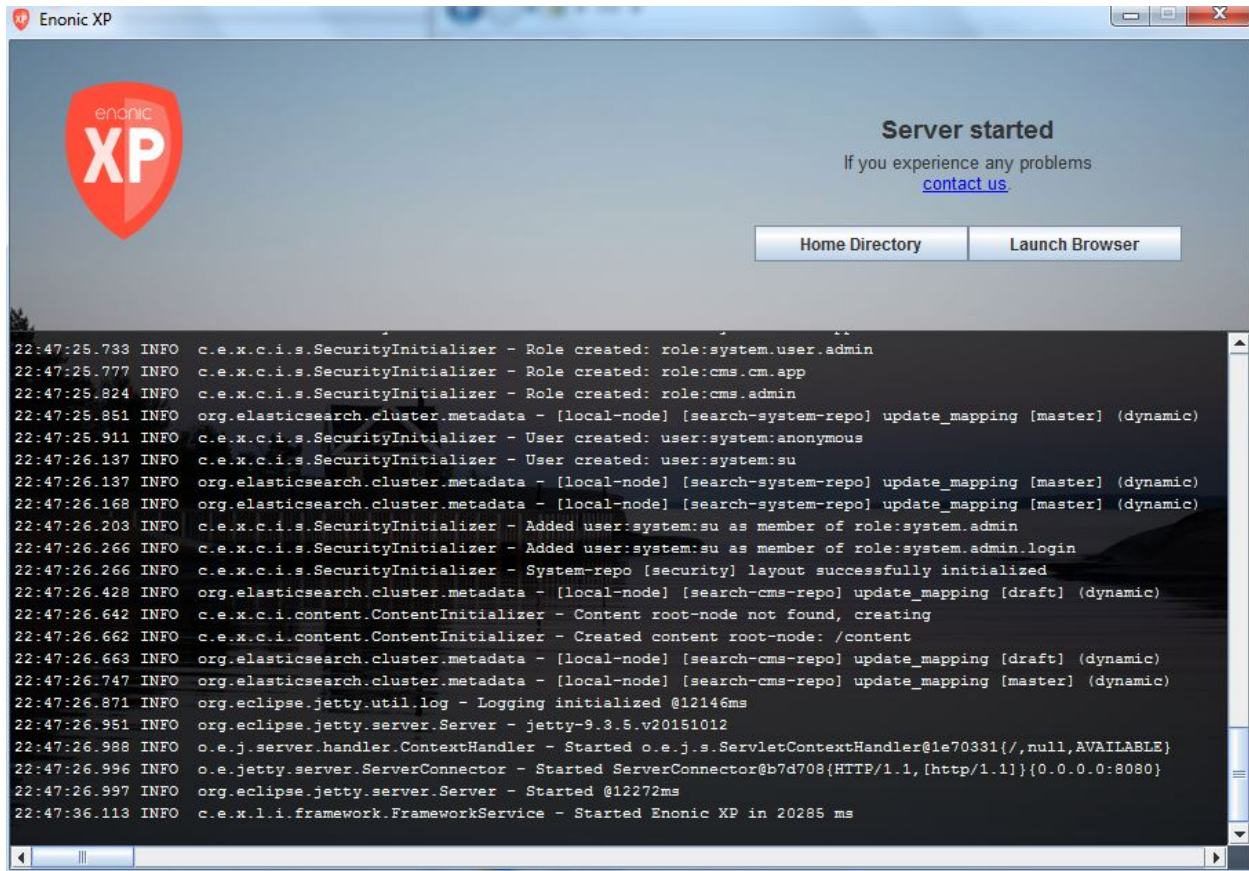 Enonic XP
enonic
XP
Server started
If you experience any problems
contact us.
Home Directory
Launch Browser
22:47:25.733 INFO c.e.x.c.i.s.SecurityInitializer - Role created: role:system.user.admin
22:47:25.777 INFO c.e.x.c.i.s.SecurityInitializer - Role created: role:cms.cm.app
22:47:25.824 INFO c.e.x.c.i.s.SecurityInitializer - Role created: role:cms.admin
22:47:25.851 INFO org.elasticsearch.cluster.metadata - [local-node] [search-system-repo] update_mapping [master] (dynamic)
22:47:25.911 INFO c.e.x.c.i.s.SecurityInitializer - User created: user:system:anonymous
22:47:26.137 INFO c.e.x.c.i.s.SecurityInitializer - User created: user:system:su
22:47:26.137 INFO org.elasticsearch.cluster.metadata - [local-node] [search-system-repo] update_mapping [master] (dynamic)
22:47:26.168 INFO org.elasticsearch.cluster.metadata - [local-node] [search-system-repo] update_mapping [master] (dynamic)
22:47:26.203 INFO c.e.x.c.i.s.SecurityInitializer - Added user:system:su as member of role:system.admin
22:47:26.266 INFO c.e.x.c.i.s.SecurityInitializer - Added user:system:su as member of role:system.admin.login
22:47:26.266 INFO c.e.x.c.i.s.SecurityInitializer - System-repo [security] layout successfully initialized
22:47:26.428 INFO org.elasticsearch.cluster.metadata - [local-node] [search-cms-repo] update_mapping [draft] (dynamic)
22:47:26.642 INFO c.e.x.c.i.content.ContentInitializer - Content root-node not found, creating
22:47:26.662 INFO c.e.x.c.i.content.ContentInitializer - Created content root-node: /content
22:47:26.663 INFO org.elasticsearch.cluster.metadata - [local-node] [search-cms-repo] update_mapping [draft] (dynamic)
22:47:26.747 INFO org.elasticsearch.cluster.metadata - [local-node] [search-cms-repo] update_mapping [master] (dynamic)
22:47:26.871 INFO org.eclipse.jetty.util.log - Logging initialized @12146ms
22:47:26.951 INFO org.eclipse.jetty.server.Server - jetty-9.3.5.v20151012
22:47:26.988 INFO o.e.j.server.handler.ContextHandler - Started o.e.j.s.ServletContextHandler@1e70331{/,null,AVAILABLE}
22:47:26.996 INFO o.e.jetty.server.ServerConnector - Started ServerConnector@b7d708{HTTP/1.1,[http/1.1]}{0.0.0.0:8080}
22:47:26.997 INFO org.eclipse.jetty.server.Server - Started @12272ms
22:47:36.113 INFO c.e.x.l.i.framework.FrameworkService - Started Enonic XP in 20285 ms